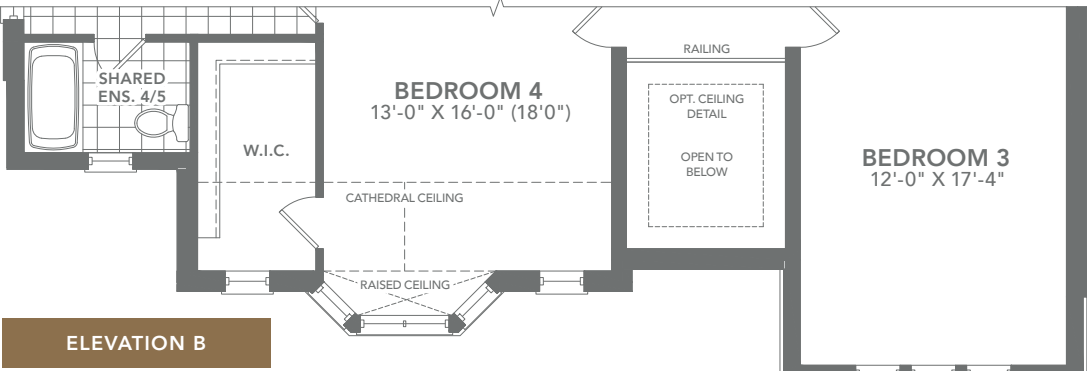 RAILING
SHARED
ENS. 4/5
BEDROOM 4
13'-0" X 16'-0" (18'0")
OPT. CEILING
DETAIL
W.I.C.
OPEN TO
BELOW
BEDROOM 3
12'-0" X 17'-4"
CATHEDRAL CEILING
RAISED CEILING
ELEVATION B